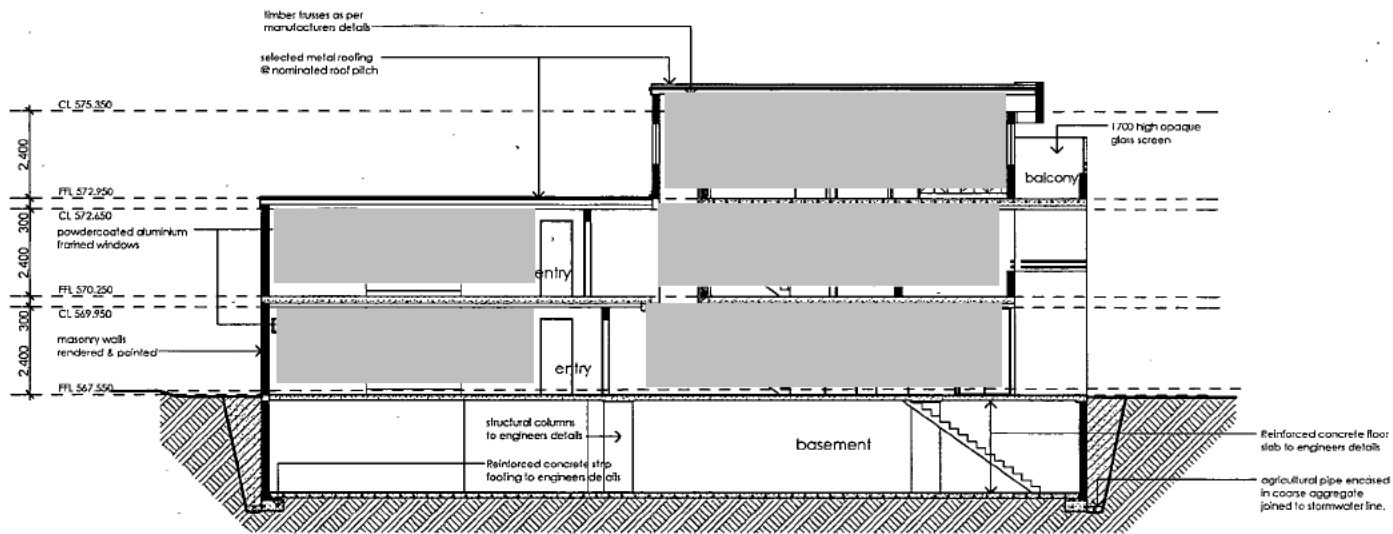 timber trusses as per
manufacturers details
selected metal roofing
@ nominated roof pitch
CL 575.350
2,400
1700 high opaque
glass screen
balcony
FFL 572.950
300
CL 572.650
powdercoated aluminium
framed windows
2,400
entry
FFL 570.250
300
CL 569.950
masonry walls
rendered & painted
2,400
entry
FFL 567.550
structural columns
to engineers details
basement
Reinforced concrete strip
footing to engineers details
Reinforced concrete floor
slab to engineers details
agricultural pipe encased
in coarse aggregate
joined to stormwater line.